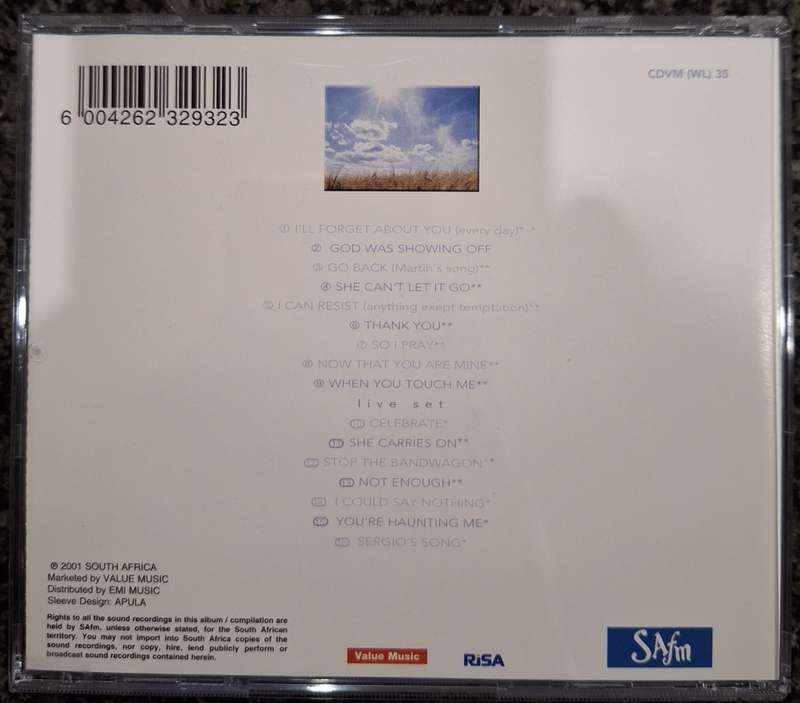 CDVM (WL) 35
6 004262 329323
① I'LL FORGET ABOUT YOU (every day)* *
② GOD WAS SHOWING OFF
③ GO BACK (Martin's song)**
④ SHE CAN'T LET IT GO**
⑤ I CAN RESIST (anything exept temptation)**
⑥ THANK YOU**
⑦ SO I PRAY**
⑧ NOW THAT YOU ARE MINE**
⑨ WHEN YOU TOUCH ME**
live set
⑩ CELEBRATE*
⑪ SHE CARRIES ON**
⑫ STOP THE BANDWAGON**
⑬ NOT ENOUGH**
⑭ I COULD SAY NOTHING*
⑮ YOU'RE HAUNTING ME*
⑯ SERGIO'S SONG*
℗ 2001 SOUTH AFRICA
Marketed by VALUE MUSIC
Distributed by EMI MUSIC
Sleeve Design: APULA
Rights to all the sound recordings in this album / compilation are
held by SAfm, unless otherwise stated, for the South African
territory. You may not import into South Africa copies of the
sound recordings, nor copy, hire, lend publicly perform or
broadcast sound recordings contained herein.
Value Music
RiSA
SAfm